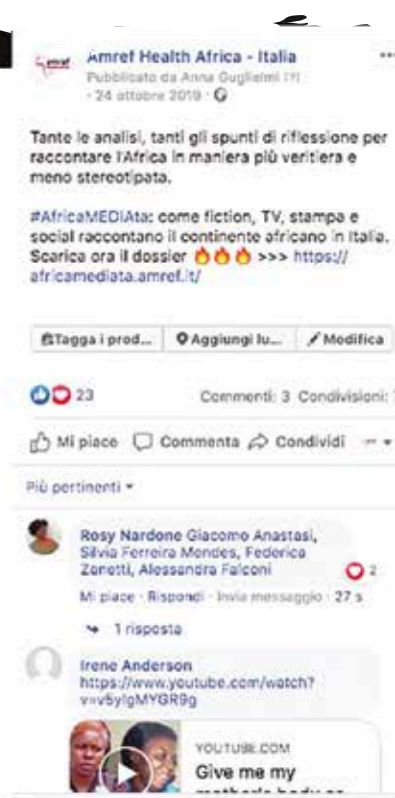 amref
Amref Health Africa - Italia
Pubblicato da Anna Guglielmi [?]
· 24 ottobre 2019 ·
Tante le analisi, tanti gli spunti di riflessione per
raccontare l'Africa in maniera più veritiera e
meno stereotipata.
#AfricaMEDIAta: come fiction, TV, stampa e
social raccontano il continente africano in Italia.
Scarica ora il dossier 🔥🔥🔥 >>> https://
africamediata.amref.it/
Tagga i prod... Aggiungi lu... Modifica
23 Commenti: 3 Condivisioni:
Mi piace Commenta Condividi
Più pertinenti
Rosy Nardone Giacomo Anastasi,
Silvia Ferreira Mendes, Federica
Zanetti, Alessandra Falconi
2
Mi piace · Rispondi · Invia messaggio · 27 s
1 risposta
Irene Anderson
https://www.youtube.com/watch?
v=v5yIgMYGR9g
YOUTUBE.COM
Give me my
mother's body